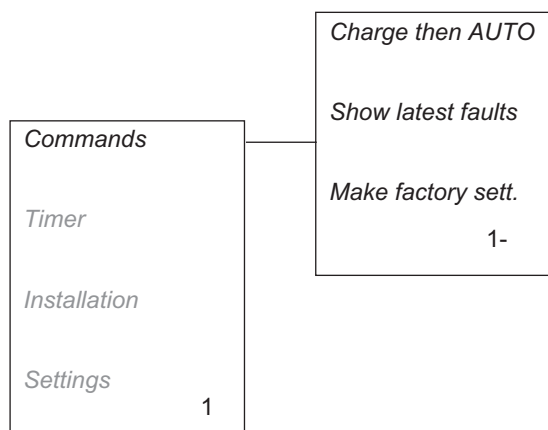 Commands
Timer
Installation
Settings
1
Charge then AUTO
Show latest faults
Make factory sett.
1-